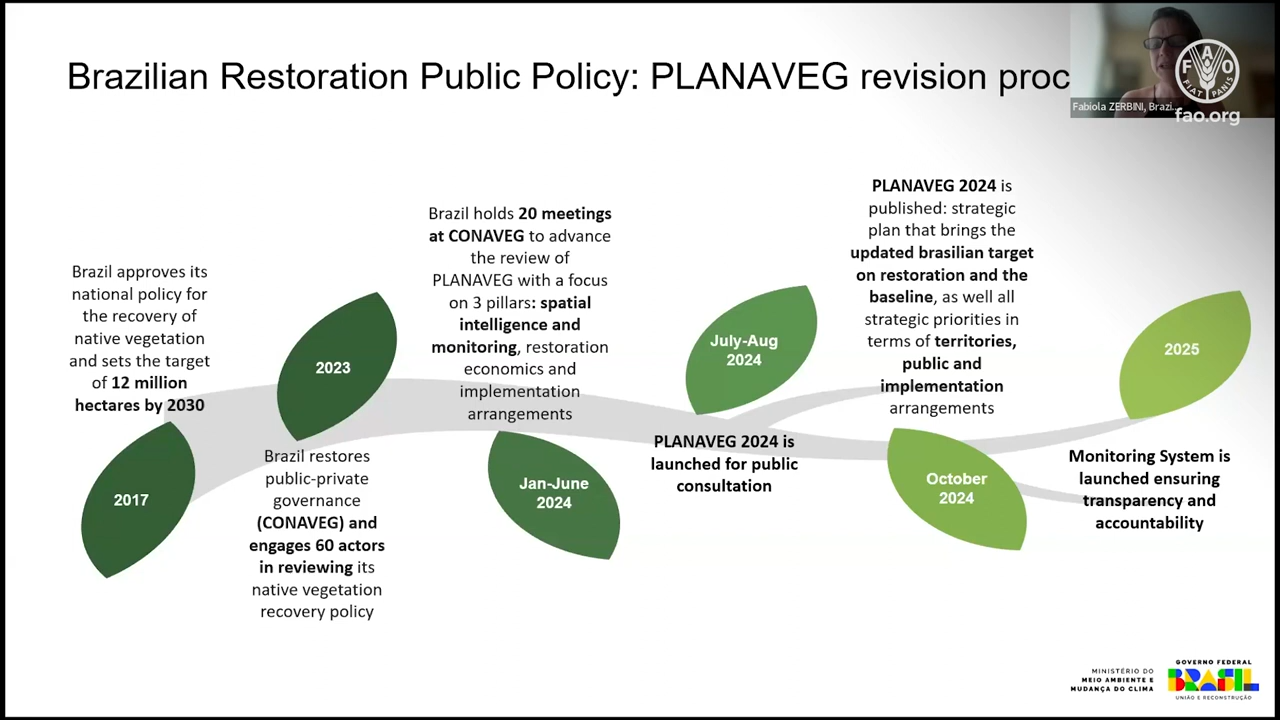 Brazilian Restoration Public Policy: PLANAVEG revision proc
Fabiola ZERBINI, Brazi...
FAO
FIAT PANIS
fao.org
Brazil approves its
national policy for
the recovery of
native vegetation
and sets the target
of 12 million
hectares by 2030
2017
2023
Brazil restores
public-private
governance
(CONAVEG) and
engages 60 actors
in reviewing its
native vegetation
recovery policy
Brazil holds 20 meetings
at CONAVEG to advance
the review of
PLANAVEG with a focus
on 3 pillars: spatial
intelligence and
monitoring, restoration
economics and
implementation
arrangements
Jan-June
2024
July-Aug
2024
PLANAVEG 2024 is
launched for public
consultation
PLANAVEG 2024 is
published: strategic
plan that brings the
updated brasilian target
on restoration and the
baseline, as well all
strategic priorities in
terms of territories,
public and
implementation
arrangements
October
2024
2025
Monitoring System is
launched ensuring
transparency and
accountability
MINISTÉRIO DO
MEIO AMBIENTE E
MUDANÇA DO CLIMA
GOVERNO FEDERAL
BRASIL
UNIÃO E RECONSTRUÇÃO